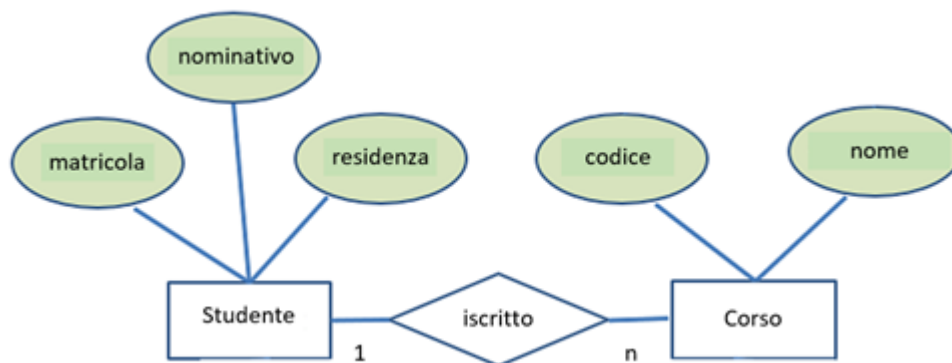 nominativo
matricola
residenza
codice
nome
Studente
iscritto
Corso
1
n